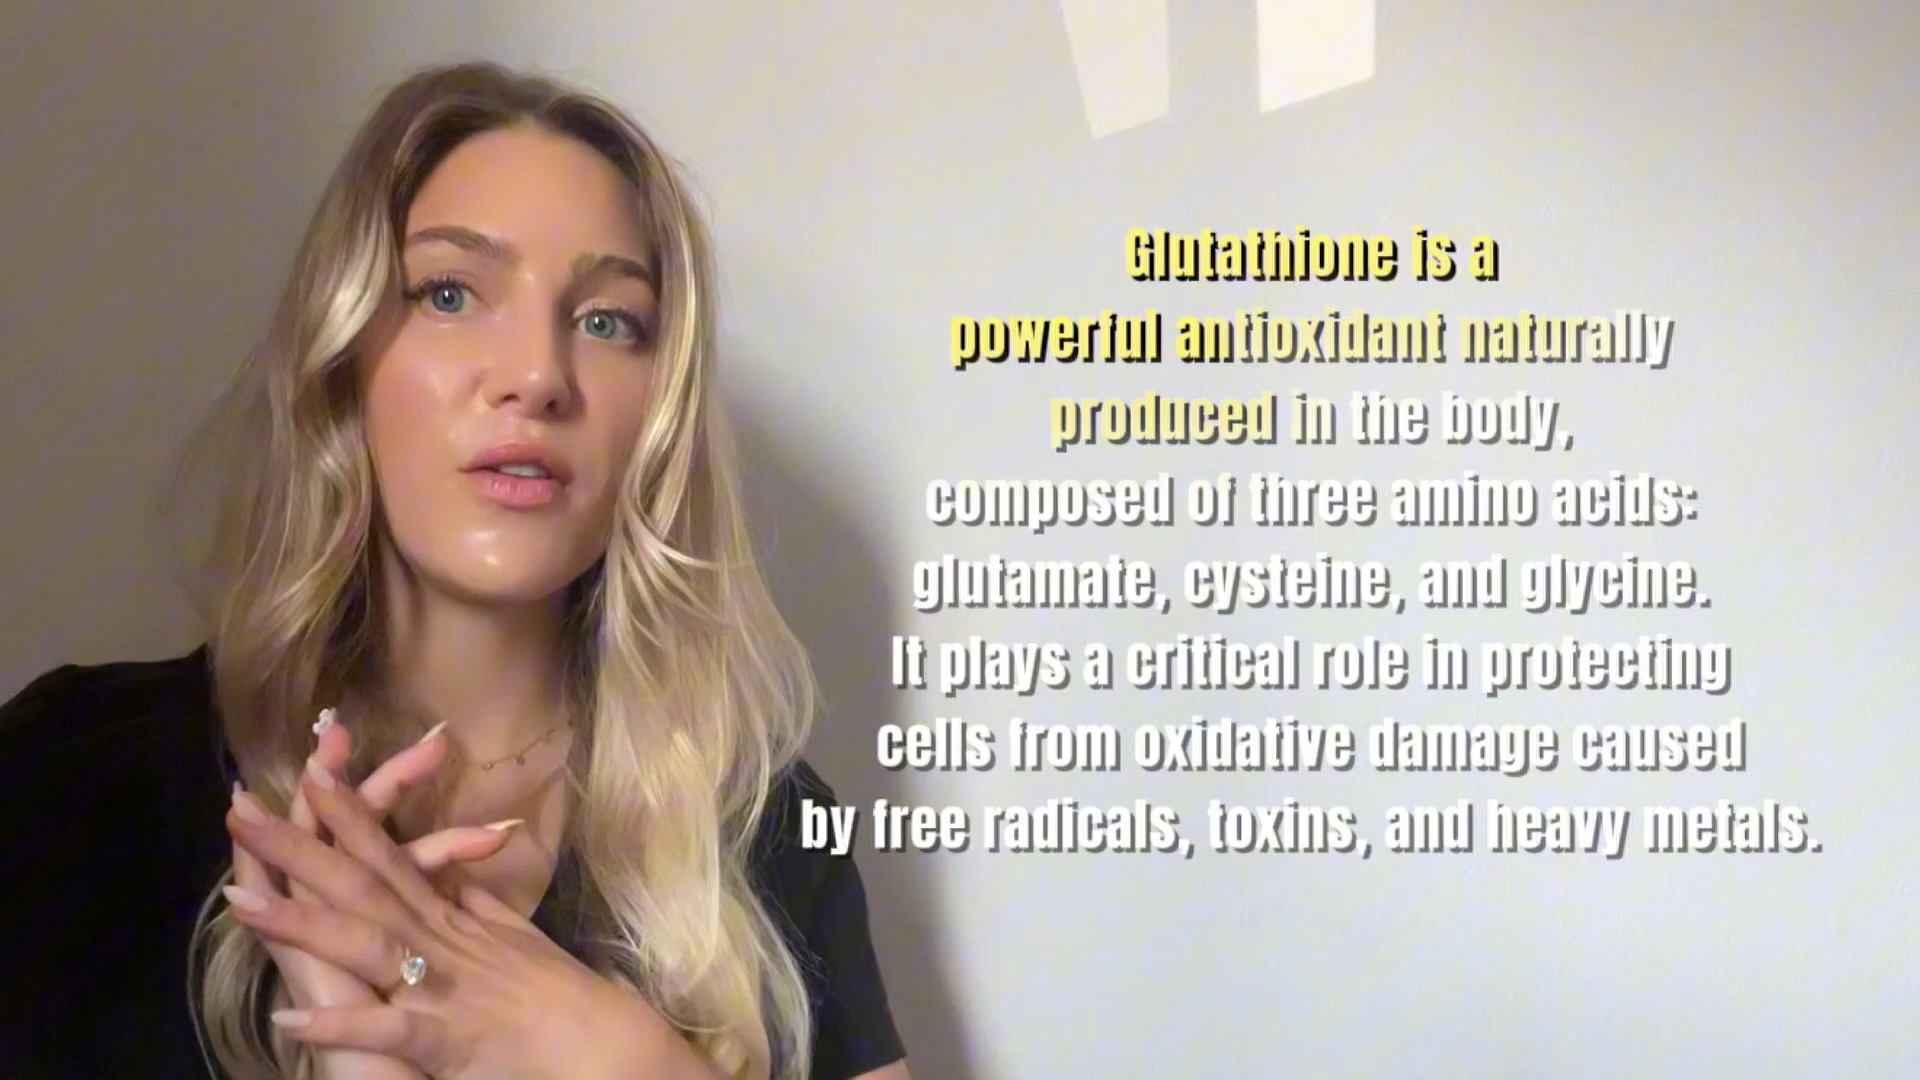 Glutathione is a
powerful antioxidant naturally
produced in the body,
composed of three amino acids:
glutamate, cysteine, and glycine.
It plays a critical role in protecting
cells from oxidative damage caused
by free radicals, toxins, and heavy metals.